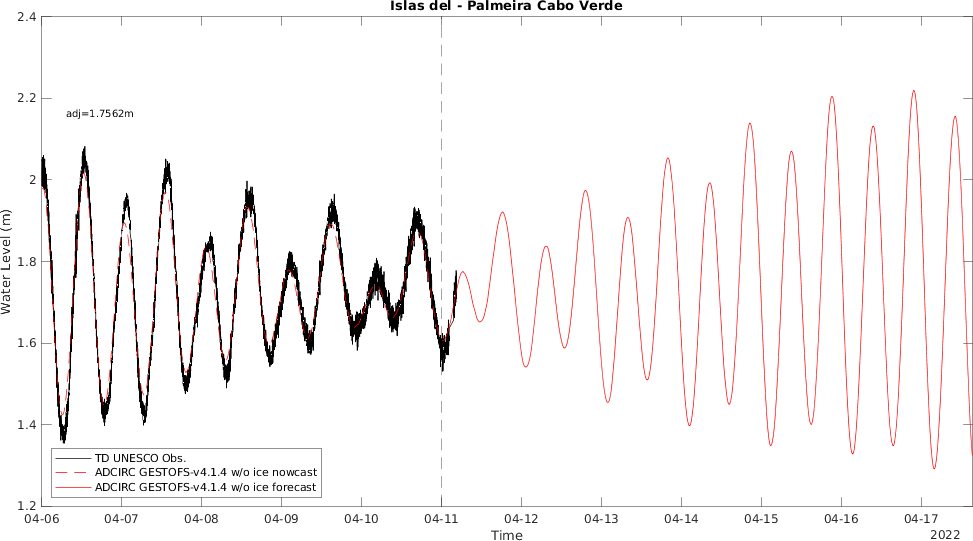 Islas del - Palmeira Cabo Verde
2.4
2.2
2
1.8
1.6
1.4
1.2
Water Level (m)
adj=1.7562m
TD UNESCO Obs.
ADCIRC GESTOFS-v4.1.4 w/o ice nowcast
ADCIRC GESTOFS-v4.1.4 w/o ice forecast
04-06 04-07 04-08 04-09 04-10 04-11 04-12 04-13 04-14 04-15 04-16 04-17
Time
2022